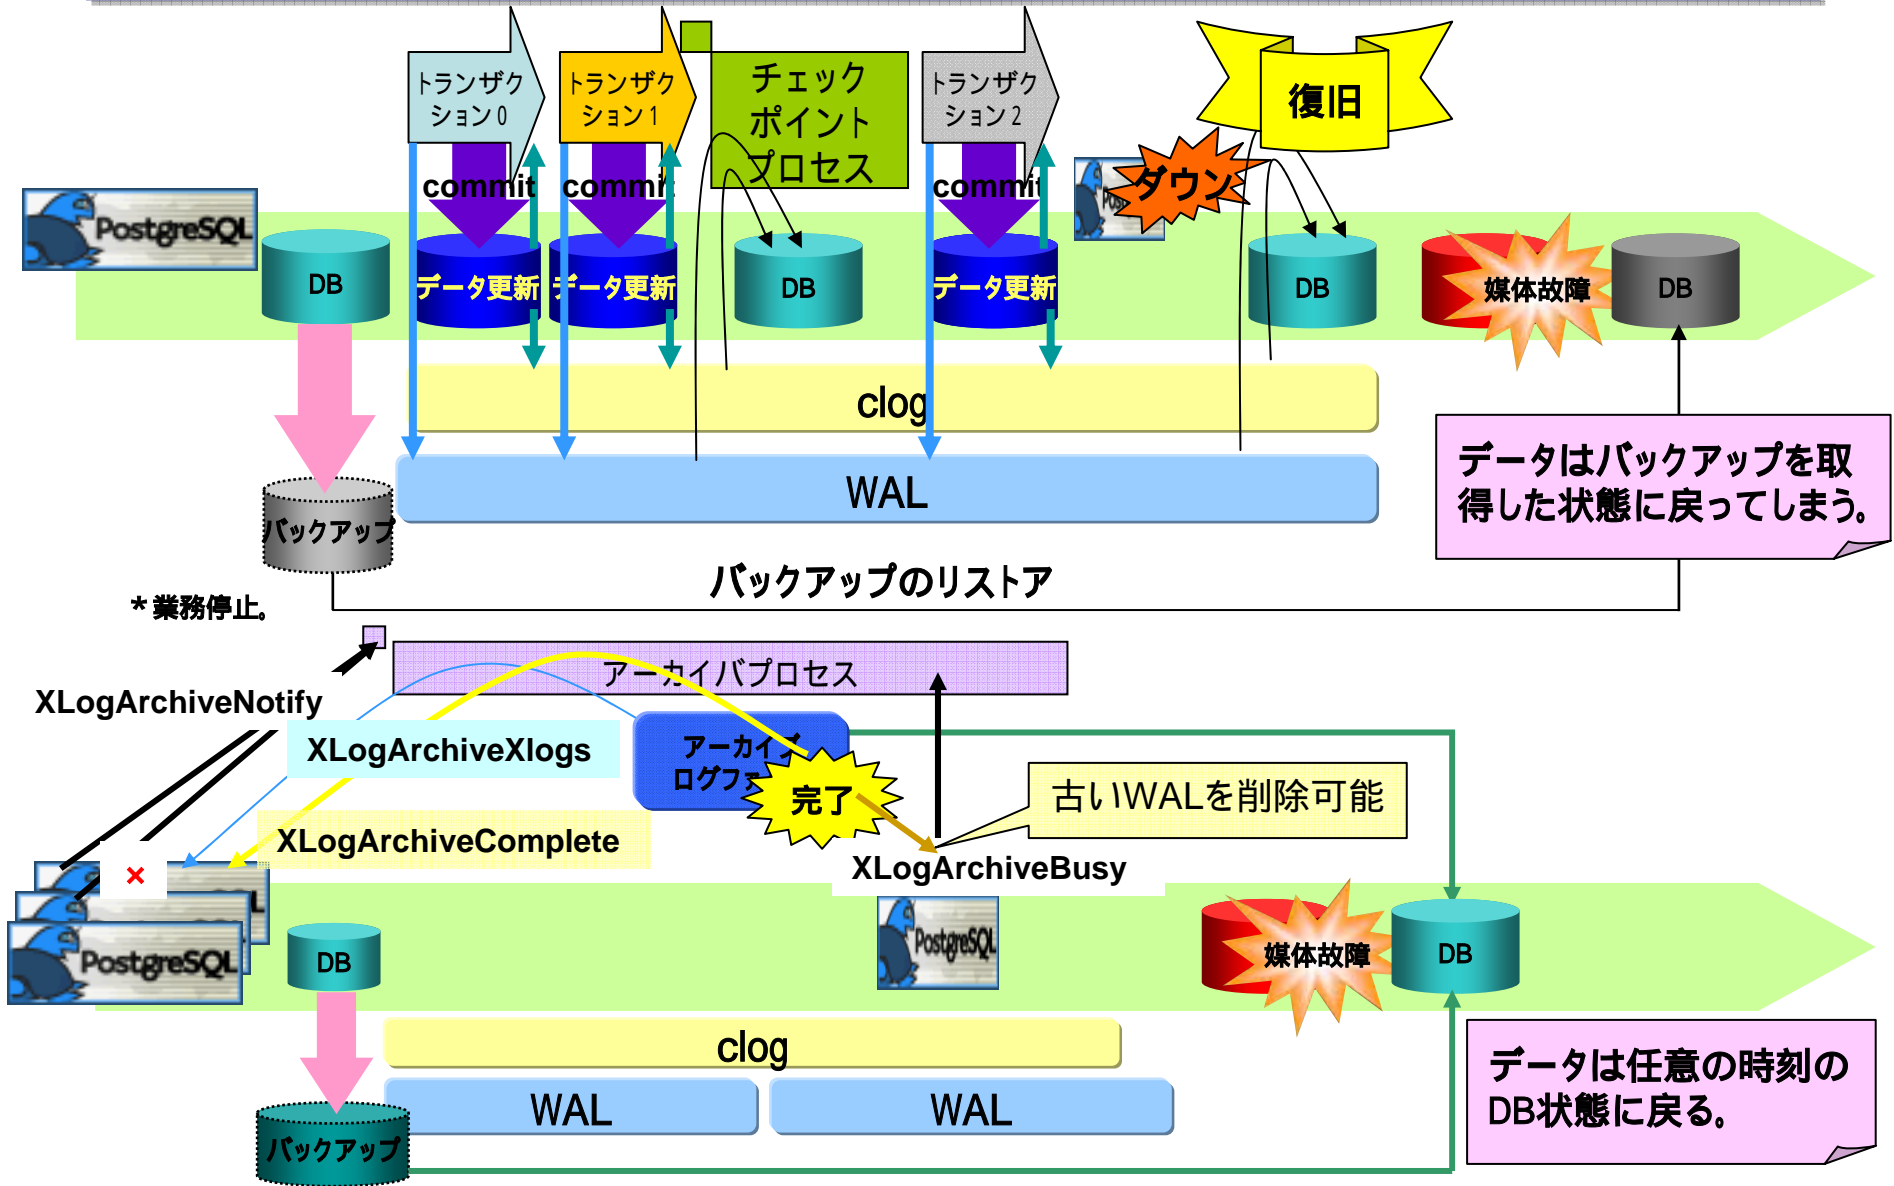 トランザク
ション0
トランザク
ション1
チェック
ポイント
プロセス
トランザク
ション2
復旧
commit
commit
commit
ダウン
PostgreSQL
DB
データ更新
データ更新
DB
データ更新
DB
媒体故障
DB
clog
WAL
バックアップ
データはバックアップを取
得した状態に戻ってしまう。
バックアップのリストア
*業務停止。
アーカイバプロセス
XLogArchiveNotify
XLogArchiveXlogs
アーカイブ
ログファ
完了
古いWALを削除可能
XLogArchiveComplete
XLogArchiveBusy
×
PostgreSQL
DB
PostgreSQL
媒体故障
DB
clog
WAL
WAL
バックアップ
データは任意の時刻の
DB状態に戻る。